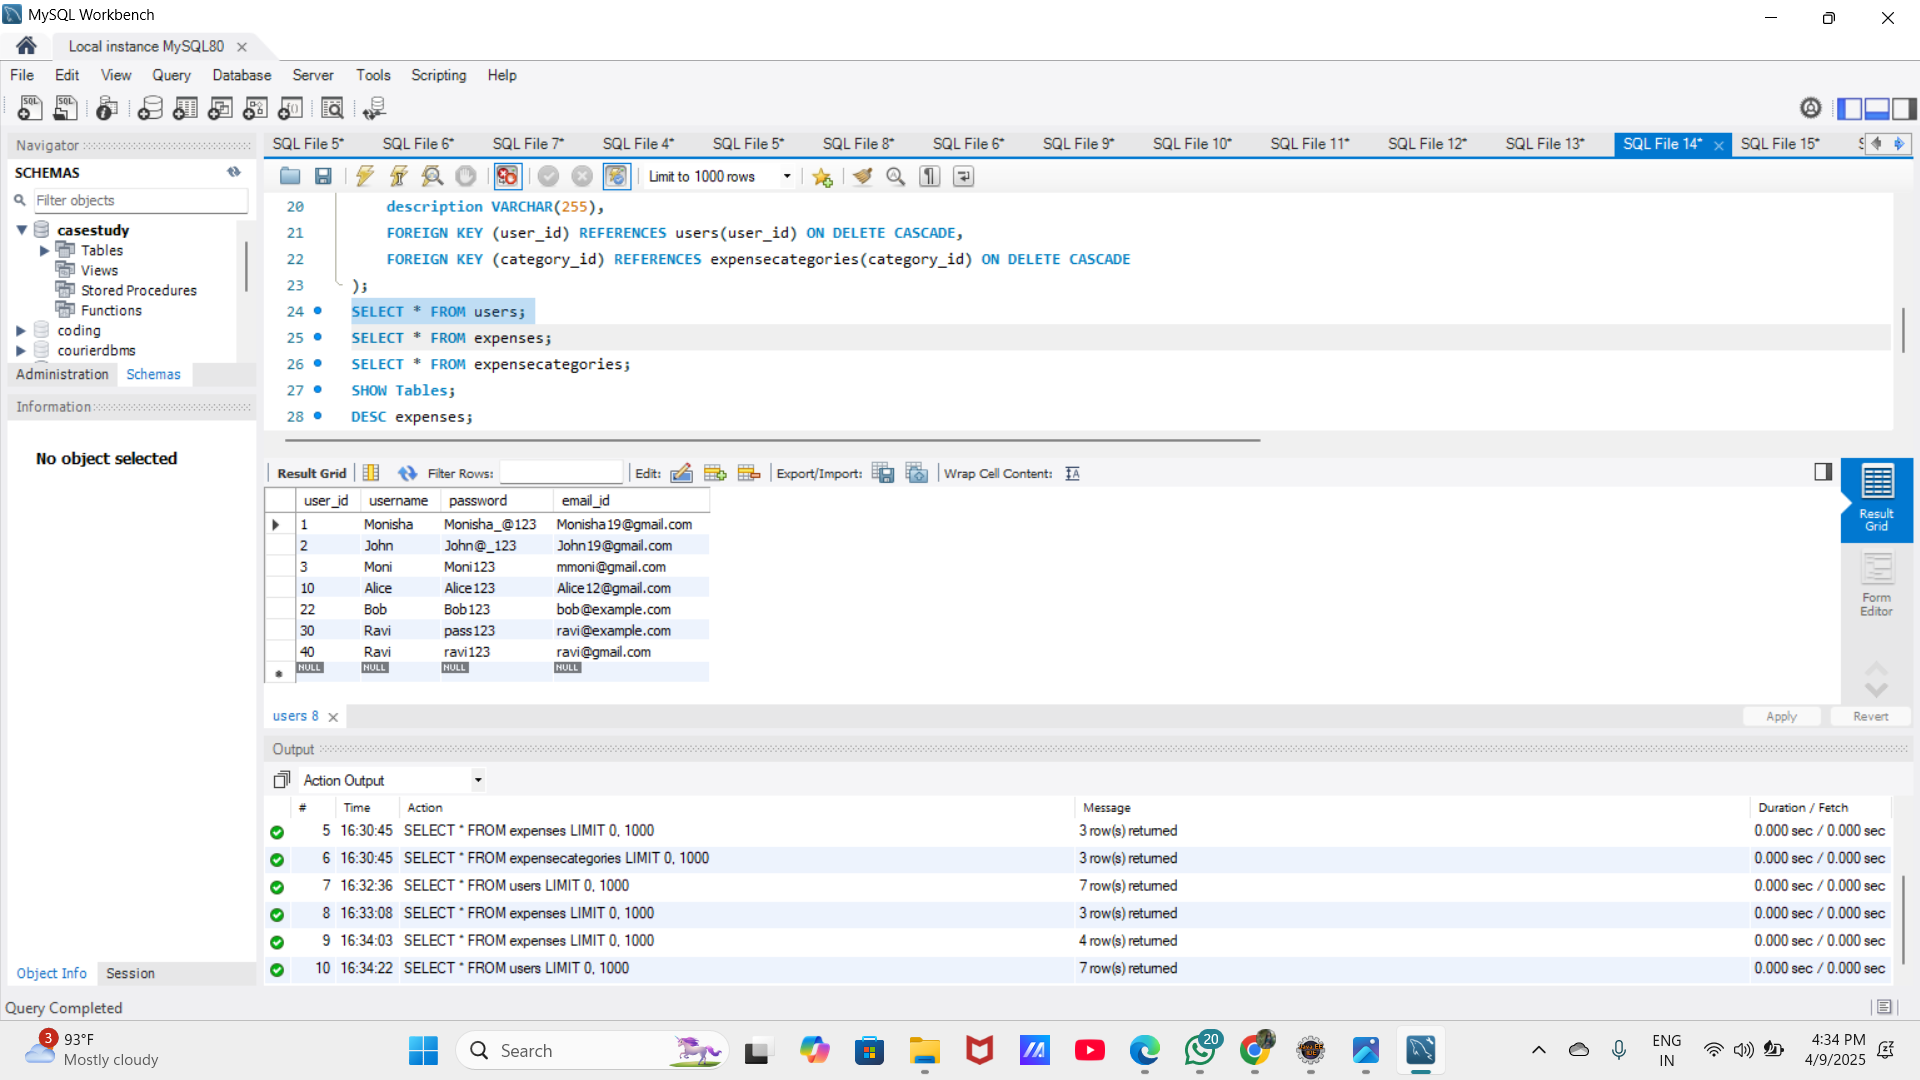 MySQL Workbench
Local instance MySQL80
File Edit View Query Database Server Tools Scripting Help
Navigator
SCHEMAS
Filter objects
casestudy
Tables
Views
Stored Procedures
Functions
coding
courierdbms
Administration Schemas
Information
No object selected
Object Info Session
SQL File 5* SQL File 6* SQL File 7* SQL File 4* SQL File 5* SQL File 8* SQL File 6* SQL File 9* SQL File 10* SQL File 11* SQL File 12* SQL File 13* SQL File 14* SQL File 15*
Limit to 1000 rows
20 description VARCHAR(255),
21 FOREIGN KEY (user_id) REFERENCES users(user_id) ON DELETE CASCADE,
22 FOREIGN KEY (category_id) REFERENCES expensecategories(category_id) ON DELETE CASCADE
23 );
24 SELECT * FROM users;
25 SELECT * FROM expenses;
26 SELECT * FROM expensecategories;
27 SHOW Tables;
28 DESC expenses;
Result Grid Filter Rows: Edit: Export/Import: Wrap Cell Content:
user_id username password email_id
1 Monisha Monisha_@123 Monisha19@gmail.com
2 John John@_123 John19@gmail.com
3 Moni Moni123 mmoni@gmail.com
10 Alice Alice123 Alice12@gmail.com
22 Bob Bob123 bob@example.com
30 Ravi pass123 ravi@example.com
40 Ravi ravi123 ravi@gmail.com
NULL NULL NULL NULL
Result
Grid
Form
Editor
users 8
Apply Revert
Output
Action Output
# Time Action Message Duration / Fetch
5 16:30:45 SELECT * FROM expenses LIMIT 0, 1000 3 row(s) returned 0.000 sec / 0.000 sec
6 16:30:45 SELECT * FROM expensecategories LIMIT 0, 1000 3 row(s) returned 0.000 sec / 0.000 sec
7 16:32:36 SELECT * FROM users LIMIT 0, 1000 7 row(s) returned 0.000 sec / 0.000 sec
8 16:33:08 SELECT * FROM expenses LIMIT 0, 1000 3 row(s) returned 0.000 sec / 0.000 sec
9 16:34:03 SELECT * FROM expenses LIMIT 0, 1000 4 row(s) returned 0.000 sec / 0.000 sec
10 16:34:22 SELECT * FROM users LIMIT 0, 1000 7 row(s) returned 0.000 sec / 0.000 sec
Query Completed
3
93°F
Mostly cloudy
Search
20
ENG
IN
4:34 PM
4/9/2025